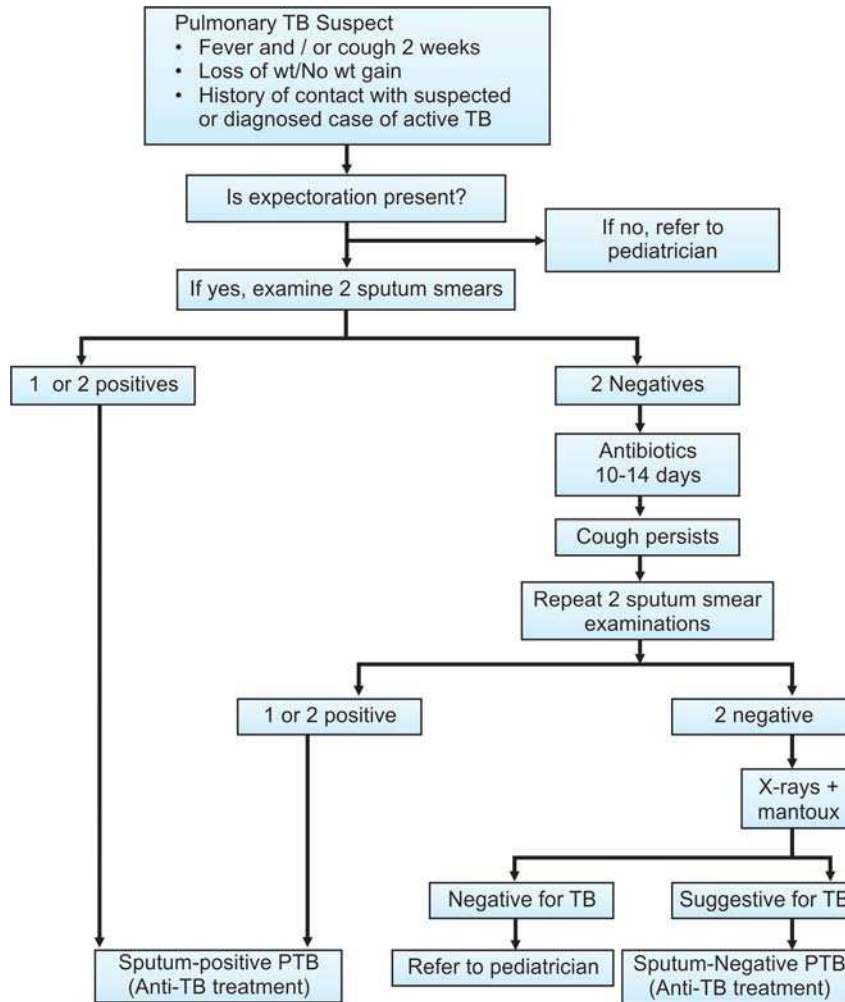 Pulmonary TB Suspect
• Fever and / or cough 2 weeks
• Loss of wt/No wt gain
• History of contact with suspected
or diagnosed case of active TB
Is expectoration present?
If no, refer to
pediatrician
If yes, examine 2 sputum smears
1 or 2 positives
2 Negatives
Antibiotics
10-14 days
Cough persists
Repeat 2 sputum smear
examinations
1 or 2 positive
2 negative
X-rays +
mantoux
Negative for TB
Suggestive for TB
Sputum-positive PTB
(Anti-TB treatment)
Refer to pediatrician
Sputum-Negative PTB
(Anti-TB treatment)